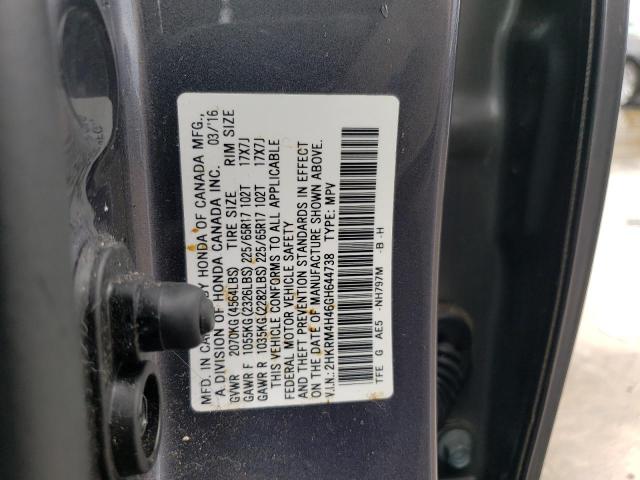 MFD. IN CA BY HONDA OF CANADA MFG.,
A DIVISION OF HONDA CANADA INC. 03/'16
GVWR 2070KG(4564LBS) TIRE SIZE RIM SIZE
GAWR F 1055KG(2326LBS) 225/65R17 102T 17X7J
GAWR R 1035KG(2282LBS) 225/65R17 102T 17X7J
THIS VEHICLE CONFORMS TO ALL APPLICABLE
FEDERAL MOTOR VEHICLE SAFETY
AND THEFT PREVENTION STANDARDS IN EFFECT
ON THE DATE OF MANUFACTURE SHOWN ABOVE.
V.I.N.: 2HKRM4H46GH644738 TYPE: MPV
TFE G AE5 -NH797M -B -H